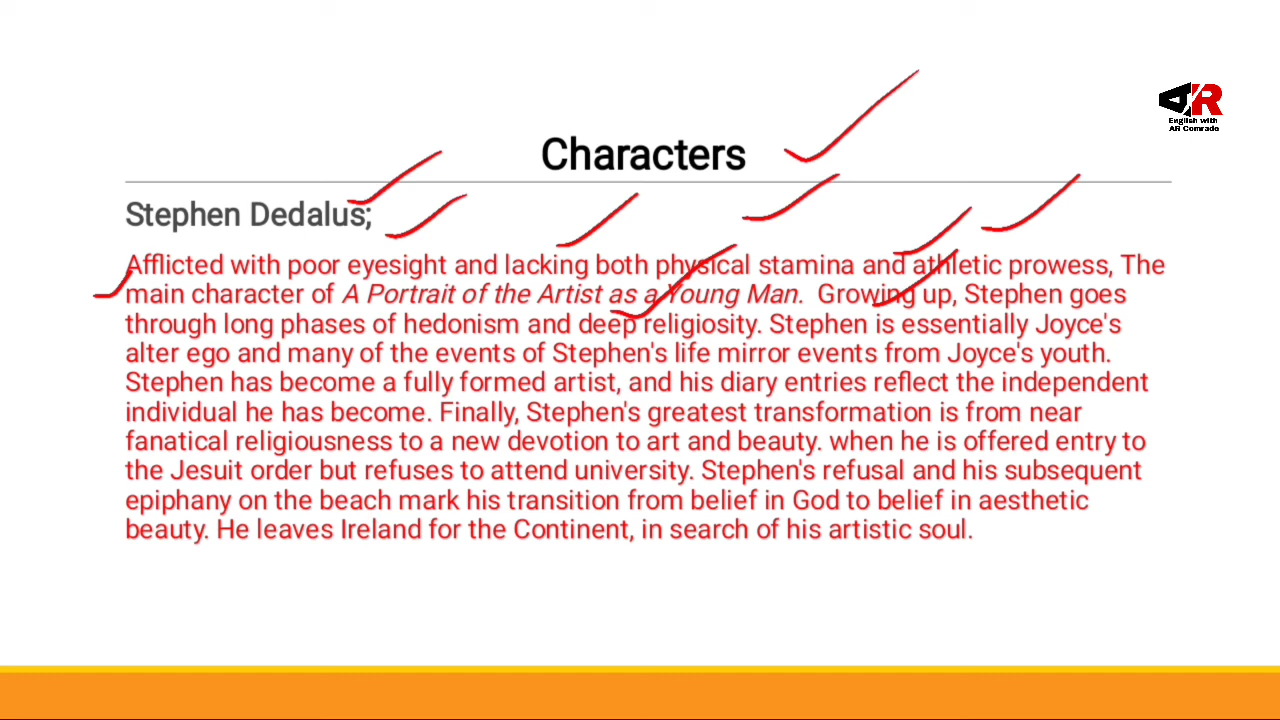 AR
English with
AR Comrade
Characters
Stephen Dedalus;
Afflicted with poor eyesight and lacking both physical stamina and athletic prowess, The
main character of A Portrait of the Artist as a Young Man.  Growing up, Stephen goes
through long phases of hedonism and deep religiosity. Stephen is essentially Joyce's
alter ego and many of the events of Stephen's life mirror events from Joyce's youth.
Stephen has become a fully formed artist, and his diary entries reflect the independent
individual he has become. Finally, Stephen's greatest transformation is from near
fanatical religiousness to a new devotion to art and beauty. when he is offered entry to
the Jesuit order but refuses to attend university. Stephen's refusal and his subsequent
epiphany on the beach mark his transition from belief in God to belief in aesthetic
beauty. He leaves Ireland for the Continent, in search of his artistic soul.